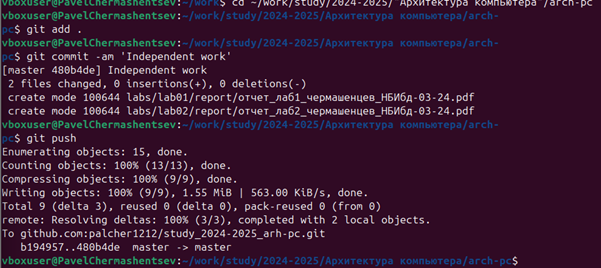 vboxuser@PavelChermashentsev:~/work$ cd ~/work/study/2024-2025/"Архитектура компьютера"/arch-pc
vboxuser@PavelChermashentsev:~/work/study/2024-2025/Архитектура компьютера/arch-
pc$ git add .
vboxuser@PavelChermashentsev:~/work/study/2024-2025/Архитектура компьютера/arch-
pc$ git commit -am 'Independent work'
[master 480b4de] Independent work
 2 files changed, 0 insertions(+), 0 deletions(-)
 create mode 100644 labs/lab01/report/отчет_лаб1_чермашенцев_НБИбд-03-24.pdf
 create mode 100644 labs/lab02/report/отчет_лаб2_чермашенцев_НБИбд-03-24.pdf
vboxuser@PavelChermashentsev:~/work/study/2024-2025/Архитектура компьютера/arch-
pc$ git push
Enumerating objects: 15, done.
Counting objects: 100% (13/13), done.
Compressing objects: 100% (9/9), done.
Writing objects: 100% (9/9), 1.55 MiB | 563.00 KiB/s, done.
Total 9 (delta 3), reused 0 (delta 0), pack-reused 0 (from 0)
remote: Resolving deltas: 100% (3/3), completed with 2 local objects.
To github.com:palcher1212/study_2024-2025_arh-pc.git
   b194957..480b4de  master -> master
vboxuser@PavelChermashentsev:~/work/study/2024-2025/Архитектура компьютера/arch-pc$